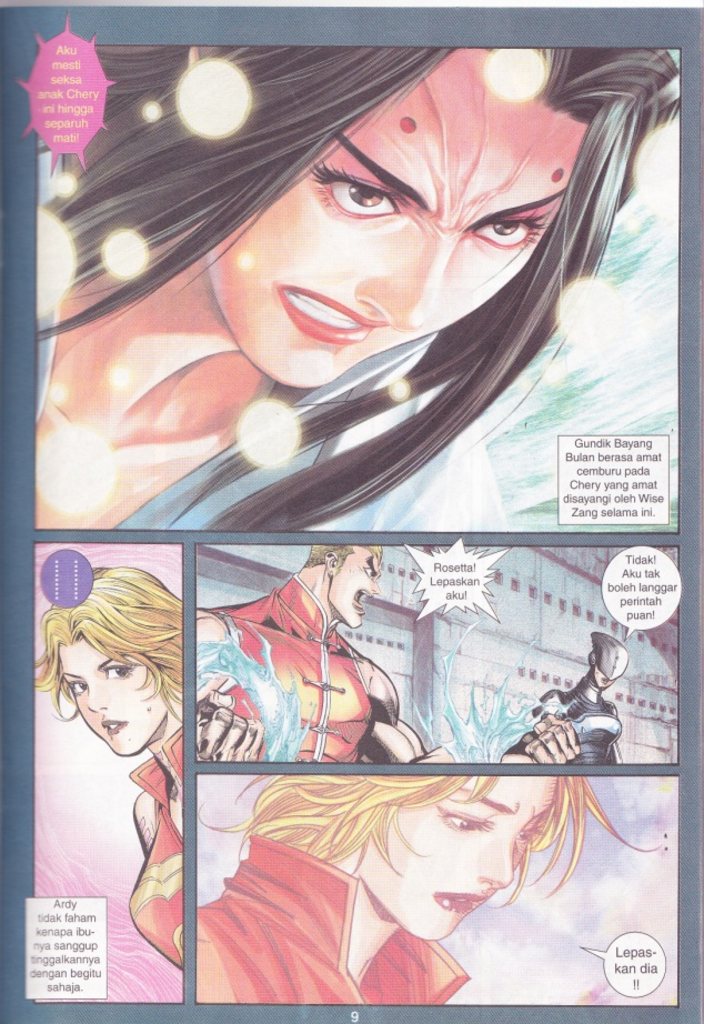 Aku
mesti
seksa
anak Chery
ini hingga
separuh
mati!
Gundik Bayang
Bulan berasa amat
cemburu pada
Chery yang amat
disayangi oleh Wise
Zang selama ini.
Rosetta!
Lepaskan
aku!
Tidak!
Aku tak
boleh langgar
perintah
puan!
Ardy
tidak faham
kenapa ibu-
nya sanggup
tinggalkannya
dengan begitu
sahaja.
Lepas-
kan dia
!!
9